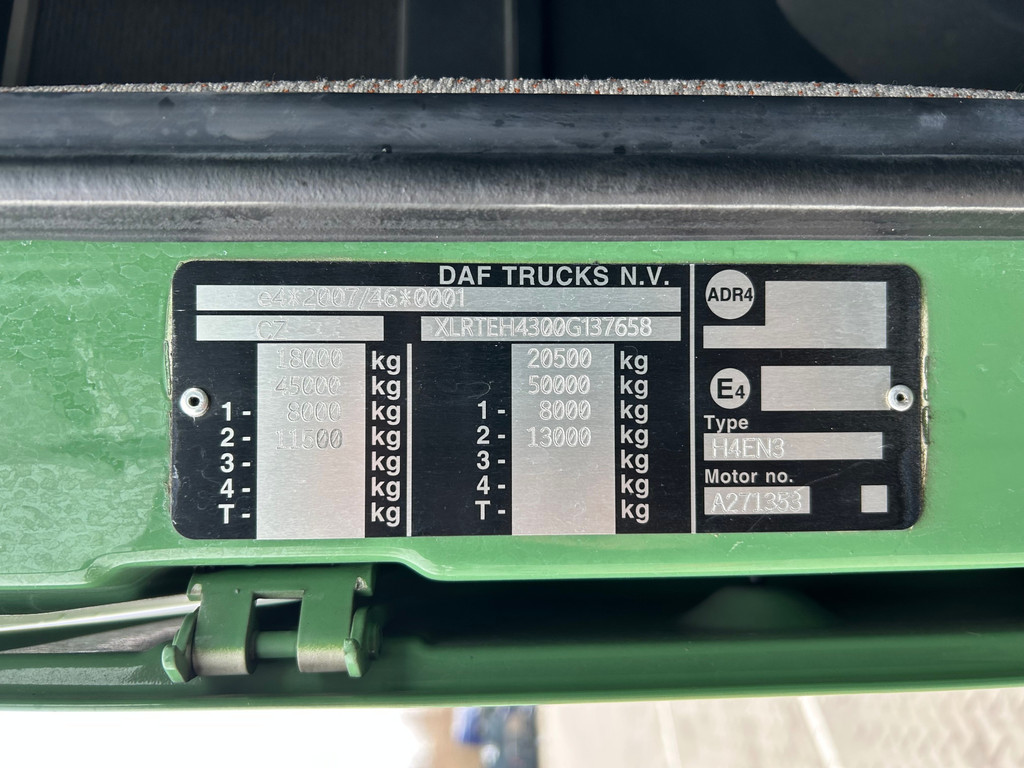 DAF TRUCKS N.V.
e4*2007/46*0001
CZ XLRTEH4300G137658
18000 kg 20500 kg
45000 kg 50000 kg
1- 8000 kg 1- 8000 kg
2- 11500 kg 2- 13000 kg
3- kg 3- kg
4- kg 4- kg
T- kg T- kg
ADR4
E4
Type
H4EN3
Motor no.
A271353